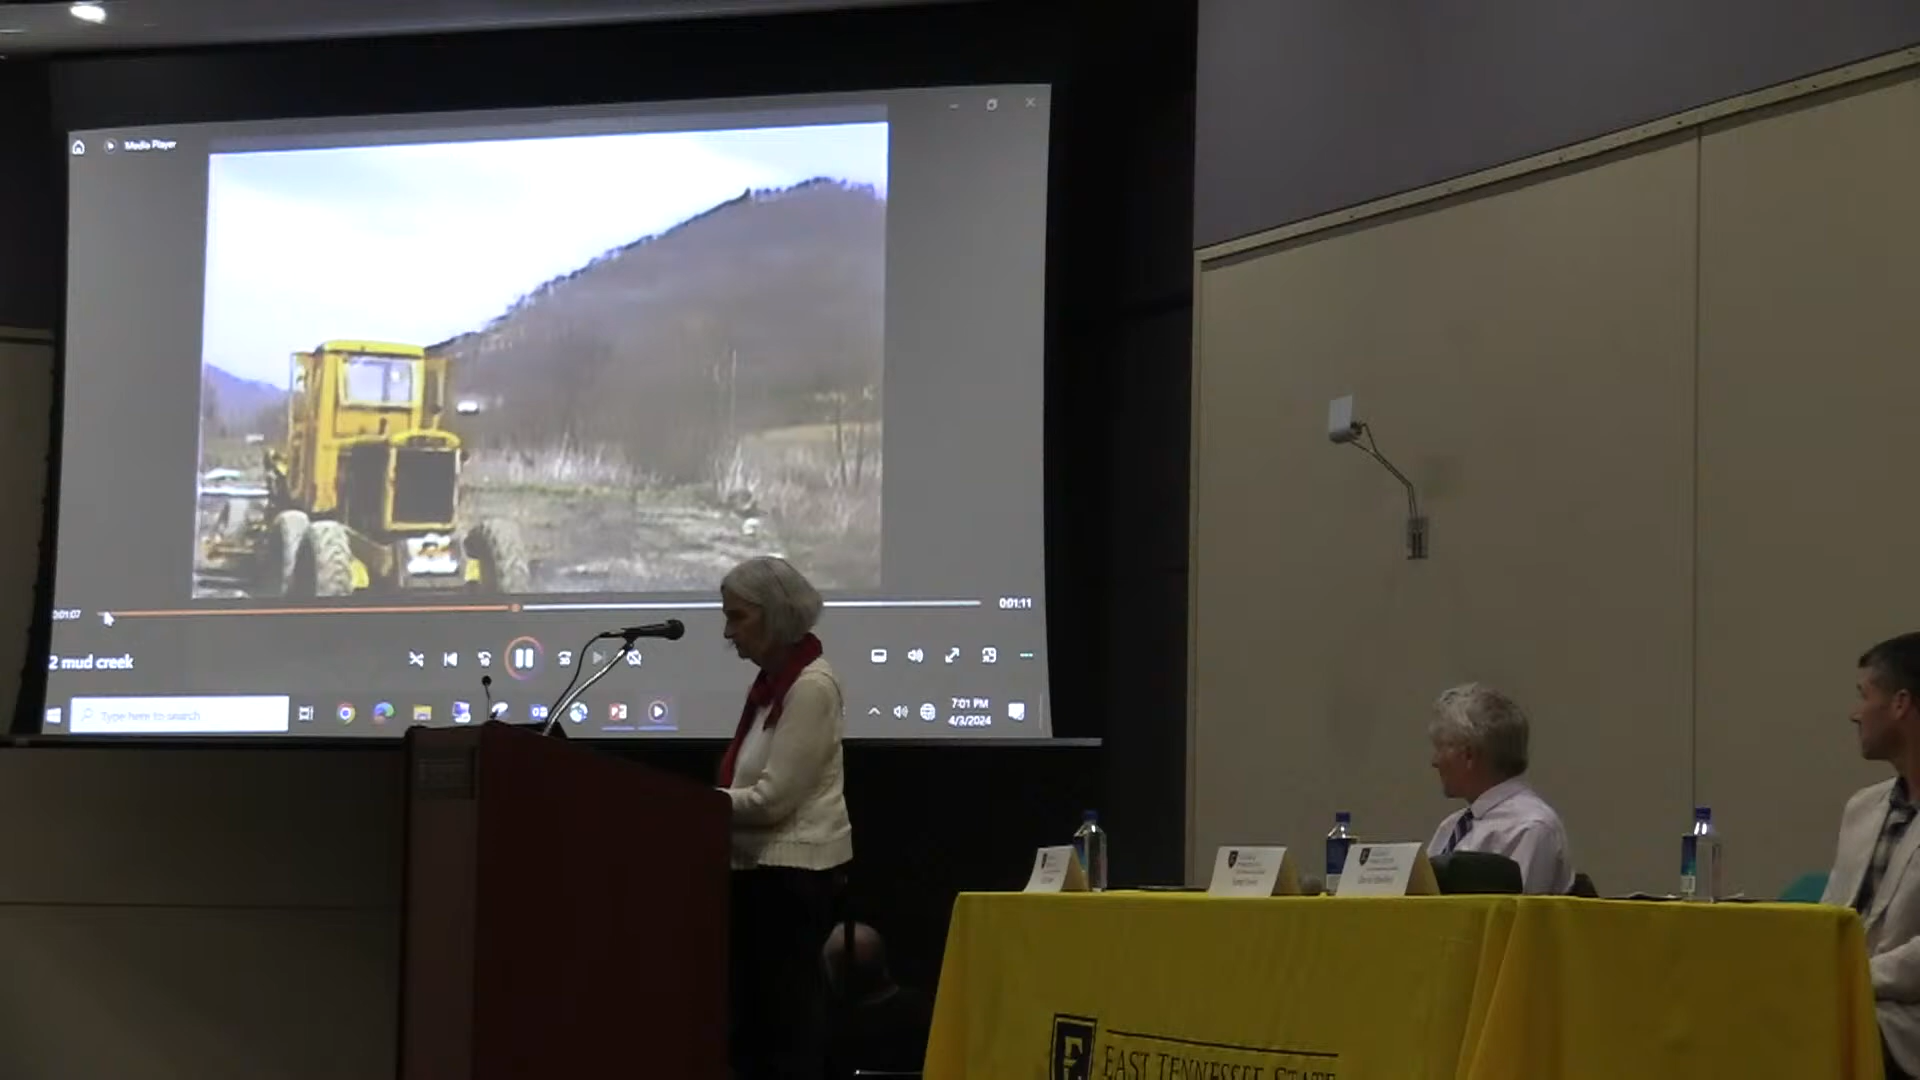 Media Player
0:01:07
0:01:11
2 mud creek
Type here to search
7:01 PM
4/3/2024
EAST TENNESSEE STATE